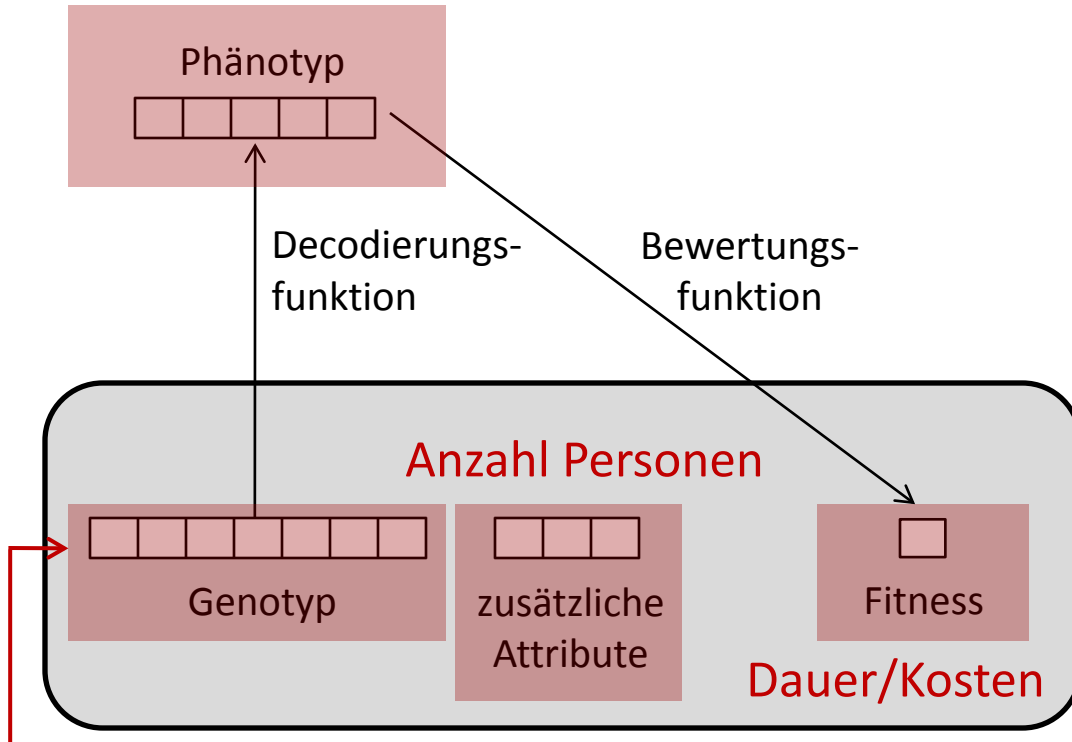 Phänotyp
Decodierungs-
funktion
Bewertungs-
funktion
Anzahl Personen
Genotyp
zusätzliche
Attribute
Fitness
Dauer/Kosten